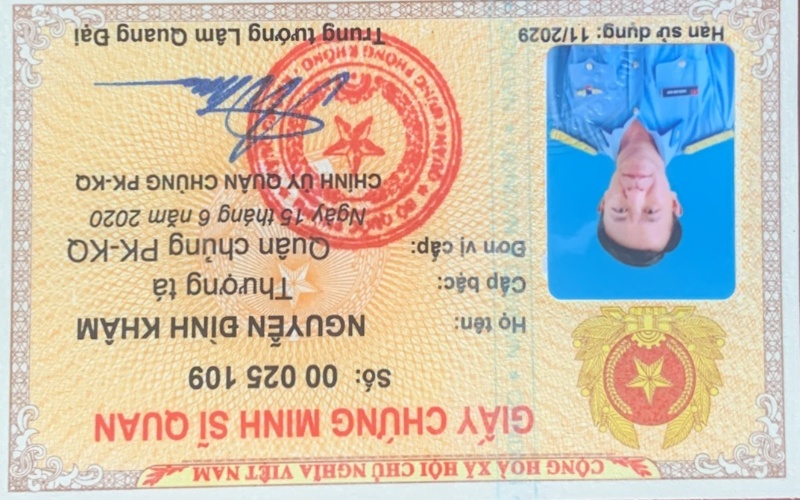 CỘNG HOÀ XÃ HỘI CHỦ NGHĨA VIỆT NAM
GIẤY CHỨNG MINH SĨ QUAN
Số: 00 025 109
Họ tên: NGUYỄN ĐÌNH KHÂM
Cấp bậc: Thượng tá
Đơn vị cấp: Quân chủng PK-KQ
Ngày 15 tháng 6 năm 2020
CHÍNH ỦY QUÂN CHỦNG PK-KQ
Trung tướng Lâm Quang Đại
Hạn sử dụng: 11/2029